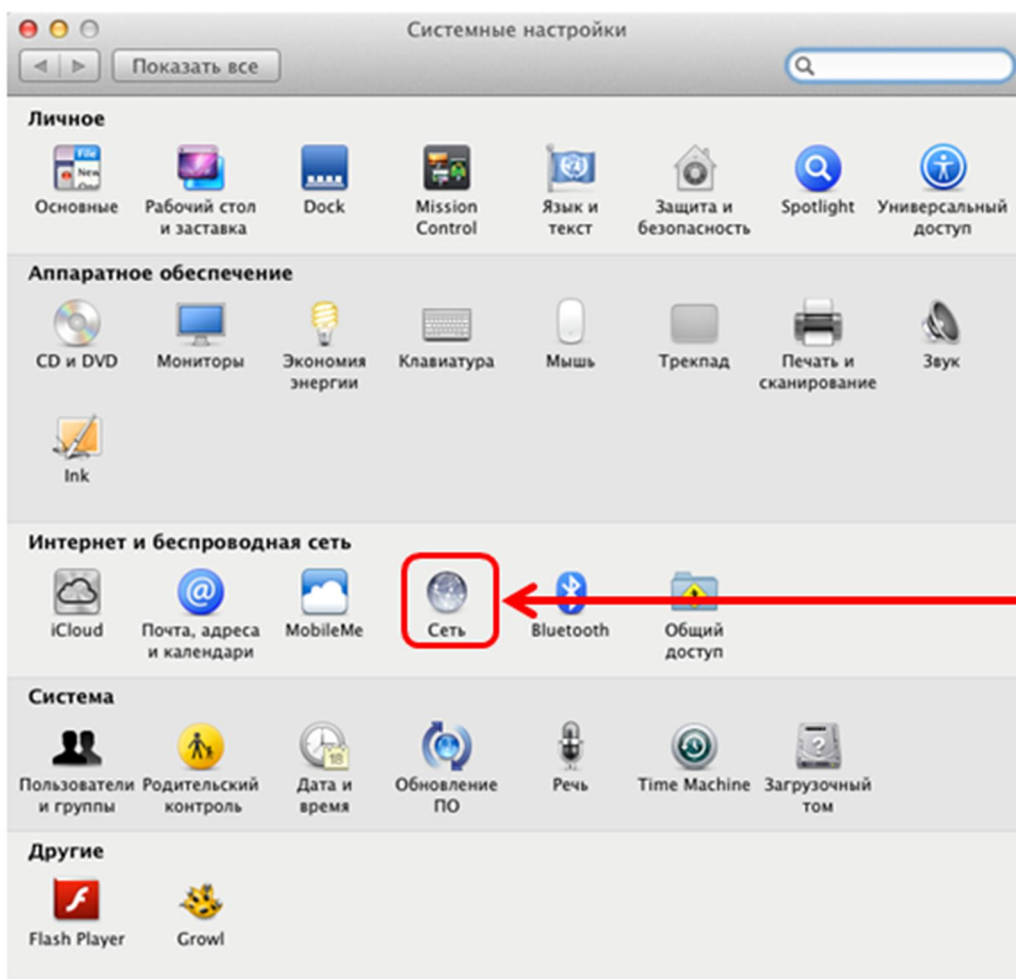 Системные настройки
Показать все
Личное
File
New
Основные
Рабочий стол
и заставка
Dock
Mission
Control
Язык и
текст
Защита и
безопасность
Spotlight
Универсальный
доступ
Аппаратное обеспечение
CD и DVD
Мониторы
Экономия
энергии
Клавиатура
Мышь
Трекпад
Печать и
сканирование
Звук
Ink
Интернет и беспроводная сеть
iCloud
@
Почта, адреса
и календари
MobileMe
Сеть
Bluetooth
Общий
доступ
Система
Пользователи
и группы
Родительский
контроль
18
Дата и
время
Обновление
ПО
Речь
Time Machine
?
Загрузочный
том
Другие
Flash Player
Growl